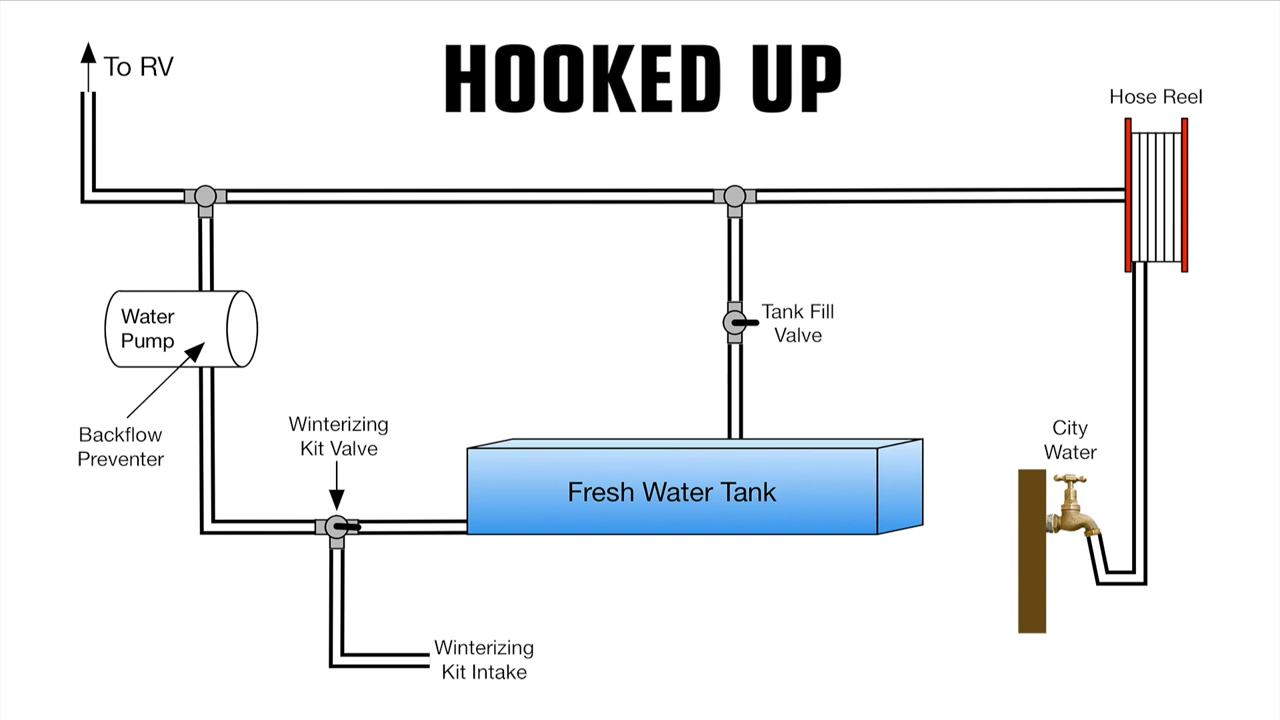 HOOKED UP
To RV
Hose Reel
Water
Pump
Tank Fill
Valve
Backflow
Preventer
Winterizing
Kit Valve
City
Water
Fresh Water Tank
Winterizing
Kit Intake